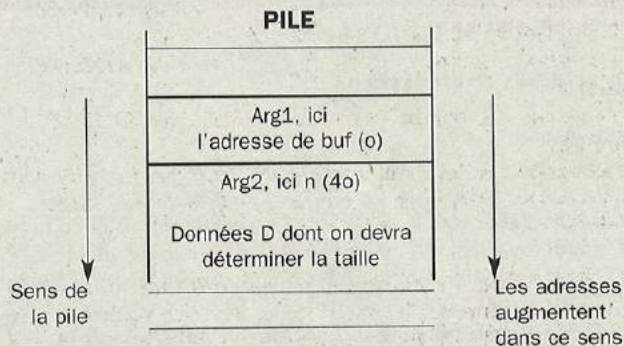 PILE
Arg1, ici
l'adresse de buf (o)
Arg2, ici n (4o)
Données D dont on devra
déterminer la taille
Sens de
la pile
Les adresses
augmentent
dans ce sens